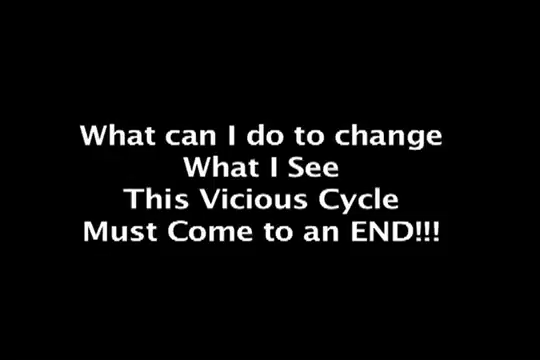 What can I do to change
What I See
This Vicious Cycle
Must Come to an END!!!